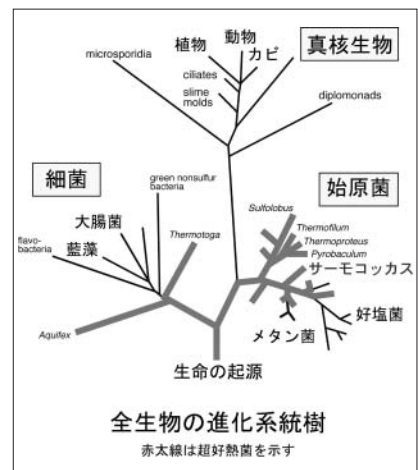 植物
動物
カビ
真核生物
microsporidia
ciliates
slime
molds
diplomonads
細菌
green nonsulfur
bacteria
始原菌
大腸菌
flavo-
bacteria
藍藻
Thermotoga
Sulfolobus
Thermofilum
Thermoproteus
Pyrobaculum
サーモコッカス
好塩菌
メタン菌
Aquifex
生命の起源
全生物の進化系統樹
赤太線は超好熱菌を示す